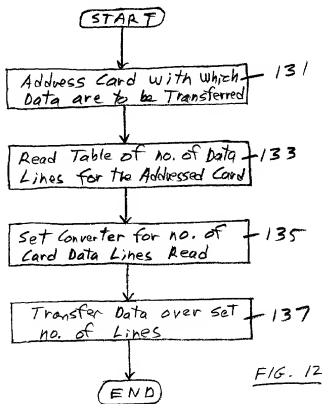 START
Address Card with which
Data are to be Transferred
131
Read Table of no. of Data
Lines for the Addressed Card
133
Set Converter for no. of
Card Data Lines Read
135
Transfer Data over set
no. of Lines
137
END
FIG. 12